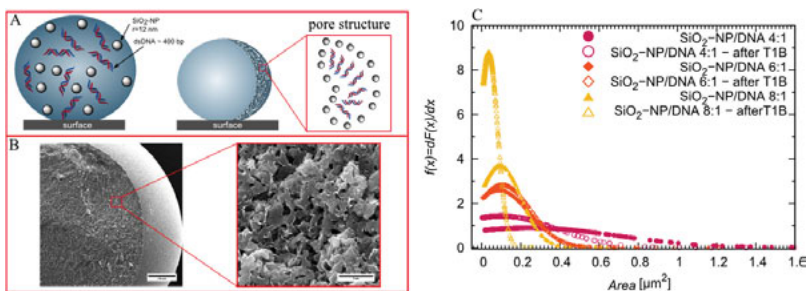 A
SiO₂-NP
r=12 nm
dsDNA ~ 400 bp
surface
surface
pore structure
B
C
f(x)=dF(x)/dx
10
8
6
4
2
0
SiO₂−NP/DNA 4:1
SiO₂−NP/DNA 4:1 − after T1B
SiO₂−NP/DNA 6:1
SiO₂−NP/DNA 6:1 − after T1B
SiO₂−NP/DNA 8:1
SiO₂−NP/DNA 8:1 − afterT1B
0 0.2 0.4 0.6 0.8 1 1.2 1.4 1.6
Area [μm²]